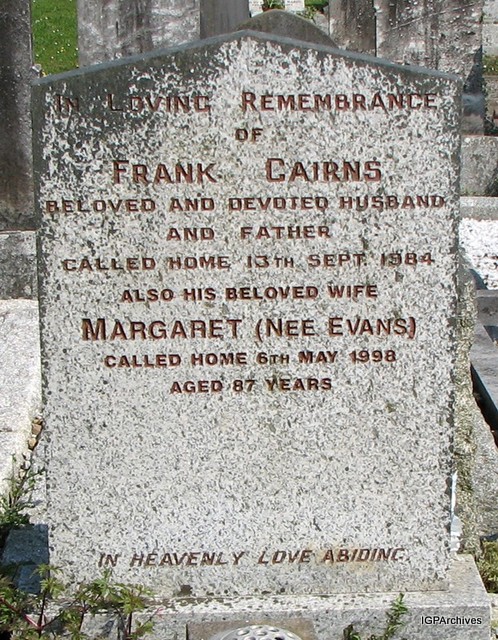 IN LOVING REMEMBRANCE
OF
FRANK CAIRNS
BELOVED AND DEVOTED HUSBAND
AND FATHER
CALLED HOME 13TH SEPT. 1984
ALSO HIS BELOVED WIFE
MARGARET (NEE EVANS)
CALLED HOME 6TH MAY 1998
AGED 87 YEARS
IN HEAVENLY LOVE ABIDING
IGPArchives